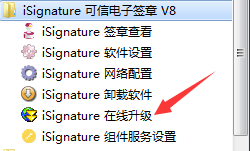 iSignature 可信电子签章 V8
iSignature 签章查看
iSignature 软件设置
iSignature 网络配置
iSignature 卸载软件
iSignature 在线升级
iSignature 组件服务设置